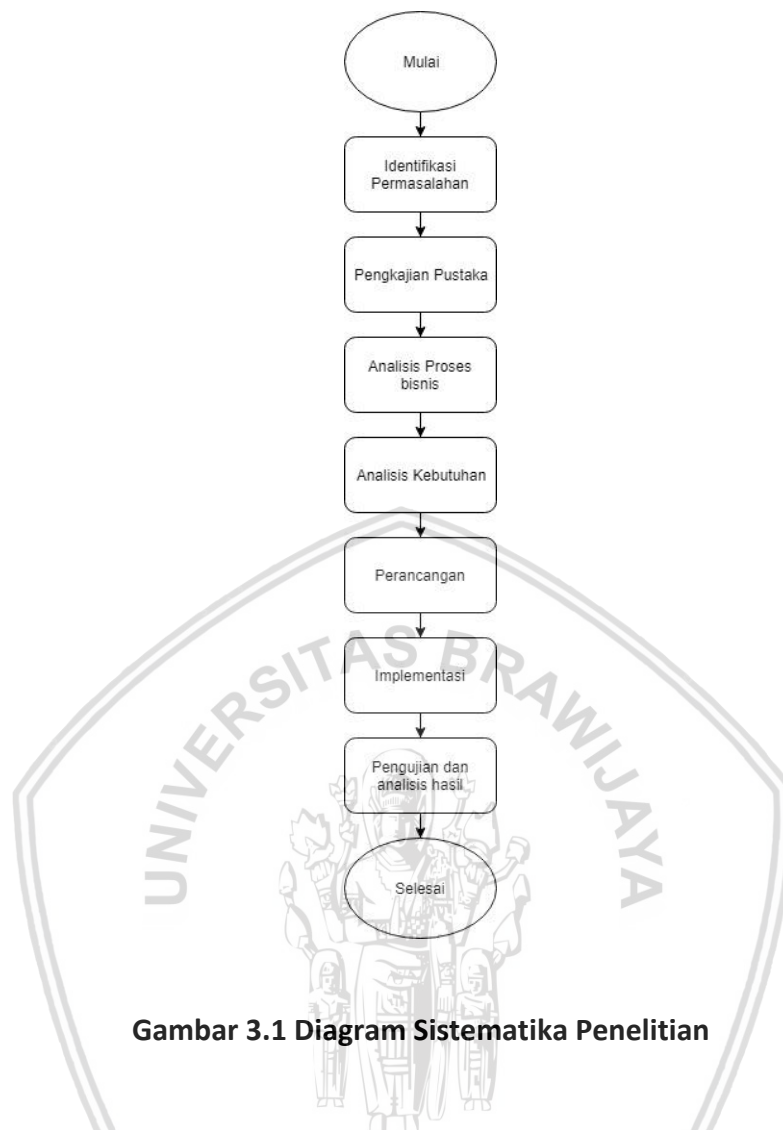 Mulai
Identifikasi
Permasalahan
Pengkajian Pustaka
Analisis Proses
bisnis
Analisis Kebutuhan
Perancangan
Implementasi
Pengujian dan
analisis hasil
Selesai
UNIVERSITAS BRAWIJAYA
Gambar 3.1 Diagram Sistematika Penelitian